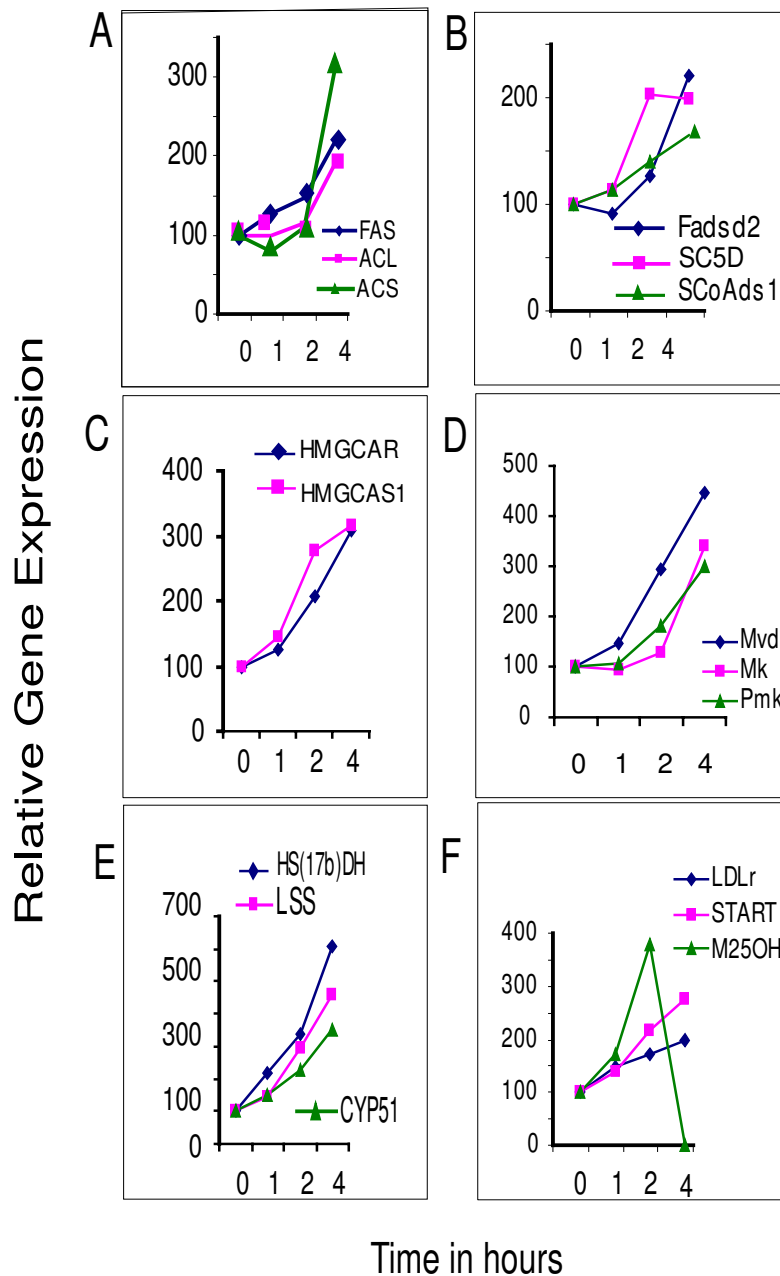 Relative Gene Expression
A
300
200
100
0
0 1 2 4
FAS
ACL
ACS
B
200
100
0
0 1 2 4
Fadsd2
SC5D
SCoAds1
C
400
300
200
100
0
0 1 2 4
HMGCAR
HMGCAS1
D
500
400
300
200
100
0
0 1 2 4
Mvd
Mk
Pmk
E
HS(17b)DH
LSS
700
500
300
100
0
0 1 2 4
CYP51
F
LDLr
START
M25OH
400
300
200
100
0
0 1 2 4
Time in hours